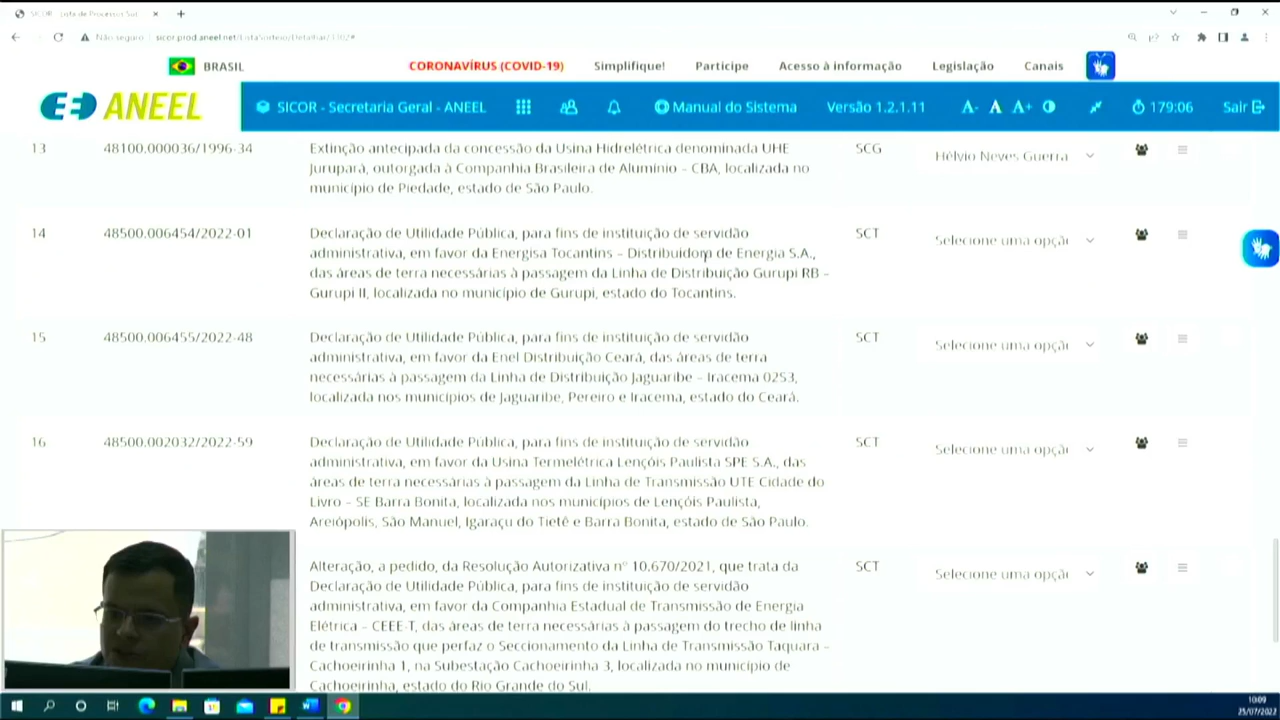 SICOR - Lista de Processos Sor
Não seguro
sicor.prod.aneel.net/ListaSorteio/Detalhar/3302#
BRASIL
CORONAVÍRUS (COVID-19)
Simplifique!
Participe
Acesso à informação
Legislação
Canais
ANEEL
SICOR - Secretaria Geral - ANEEL
Manual do Sistema
Versão 1.2.1.11
A-
A
A+
179:06
Sair
13
48100.000036/1996-34
Extinção antecipada da concessão da Usina Hidrelétrica denominada UHE
Jurupará, outorgada à Companhia Brasileira de Alumínio – CBA, localizada no
município de Piedade, estado de São Paulo.
SCG
Hélvio Neves Guerra
14
48500.006454/2022-01
Declaração de Utilidade Pública, para fins de instituição de servidão
administrativa, em favor da Energisa Tocantins – Distribuidora de Energia S.A.,
das áreas de terra necessárias à passagem da Linha de Distribuição Gurupi RB –
Gurupi II, localizada no município de Gurupi, estado do Tocantins.
SCT
Selecione uma opçã
15
48500.006455/2022-48
Declaração de Utilidade Pública, para fins de instituição de servidão
administrativa, em favor da Enel Distribuição Ceará, das áreas de terra
necessárias à passagem da Linha de Distribuição Jaguaribe – Iracema 02S3,
localizada nos municípios de Jaguaribe, Pereiro e Iracema, estado do Ceará.
SCT
Selecione uma opçã
16
48500.002032/2022-59
Declaração de Utilidade Pública, para fins de instituição de servidão
administrativa, em favor da Usina Termelétrica Lençóis Paulista SPE S.A., das
áreas de terra necessárias à passagem da Linha de Transmissão UTE Cidade do
Livro – SE Barra Bonita, localizada nos municípios de Lençóis Paulista,
Areiópolis, São Manuel, Igaraçu do Tietê e Barra Bonita, estado de São Paulo.
SCT
Selecione uma opçã
Alteração, a pedido, da Resolução Autorizativa nº 10.670/2021, que trata da
Declaração de Utilidade Pública, para fins de instituição de servidão
administrativa, em favor da Companhia Estadual de Transmissão de Energia
Elétrica – CEEE-T, das áreas de terra necessárias à passagem do trecho de linha
de transmissão que perfaz o Seccionamento da Linha de Transmissão Taquara –
Cachoeirinha 1, na Subestação Cachoeirinha 3, localizada no município de
Cachoeirinha, estado do Rio Grande do Sul.
SCT
Selecione uma opçã
10:09
25/07/2022